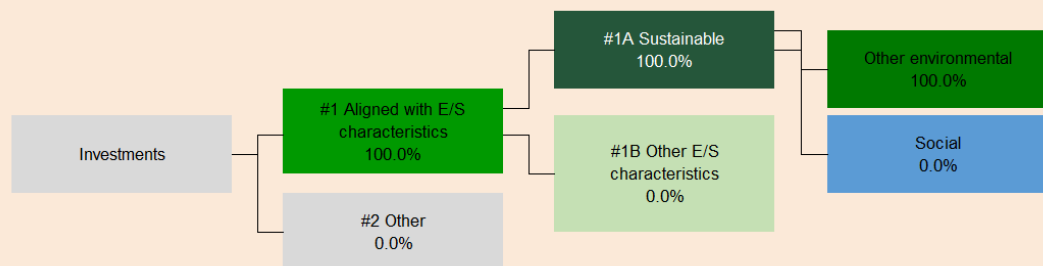 Investments
#1 Aligned with E/S
characteristics
100.0%
#2 Other
0.0%
#1A Sustainable
100.0%
#1B Other E/S
characteristics
0.0%
Other environmental
100.0%
Social
0.0%